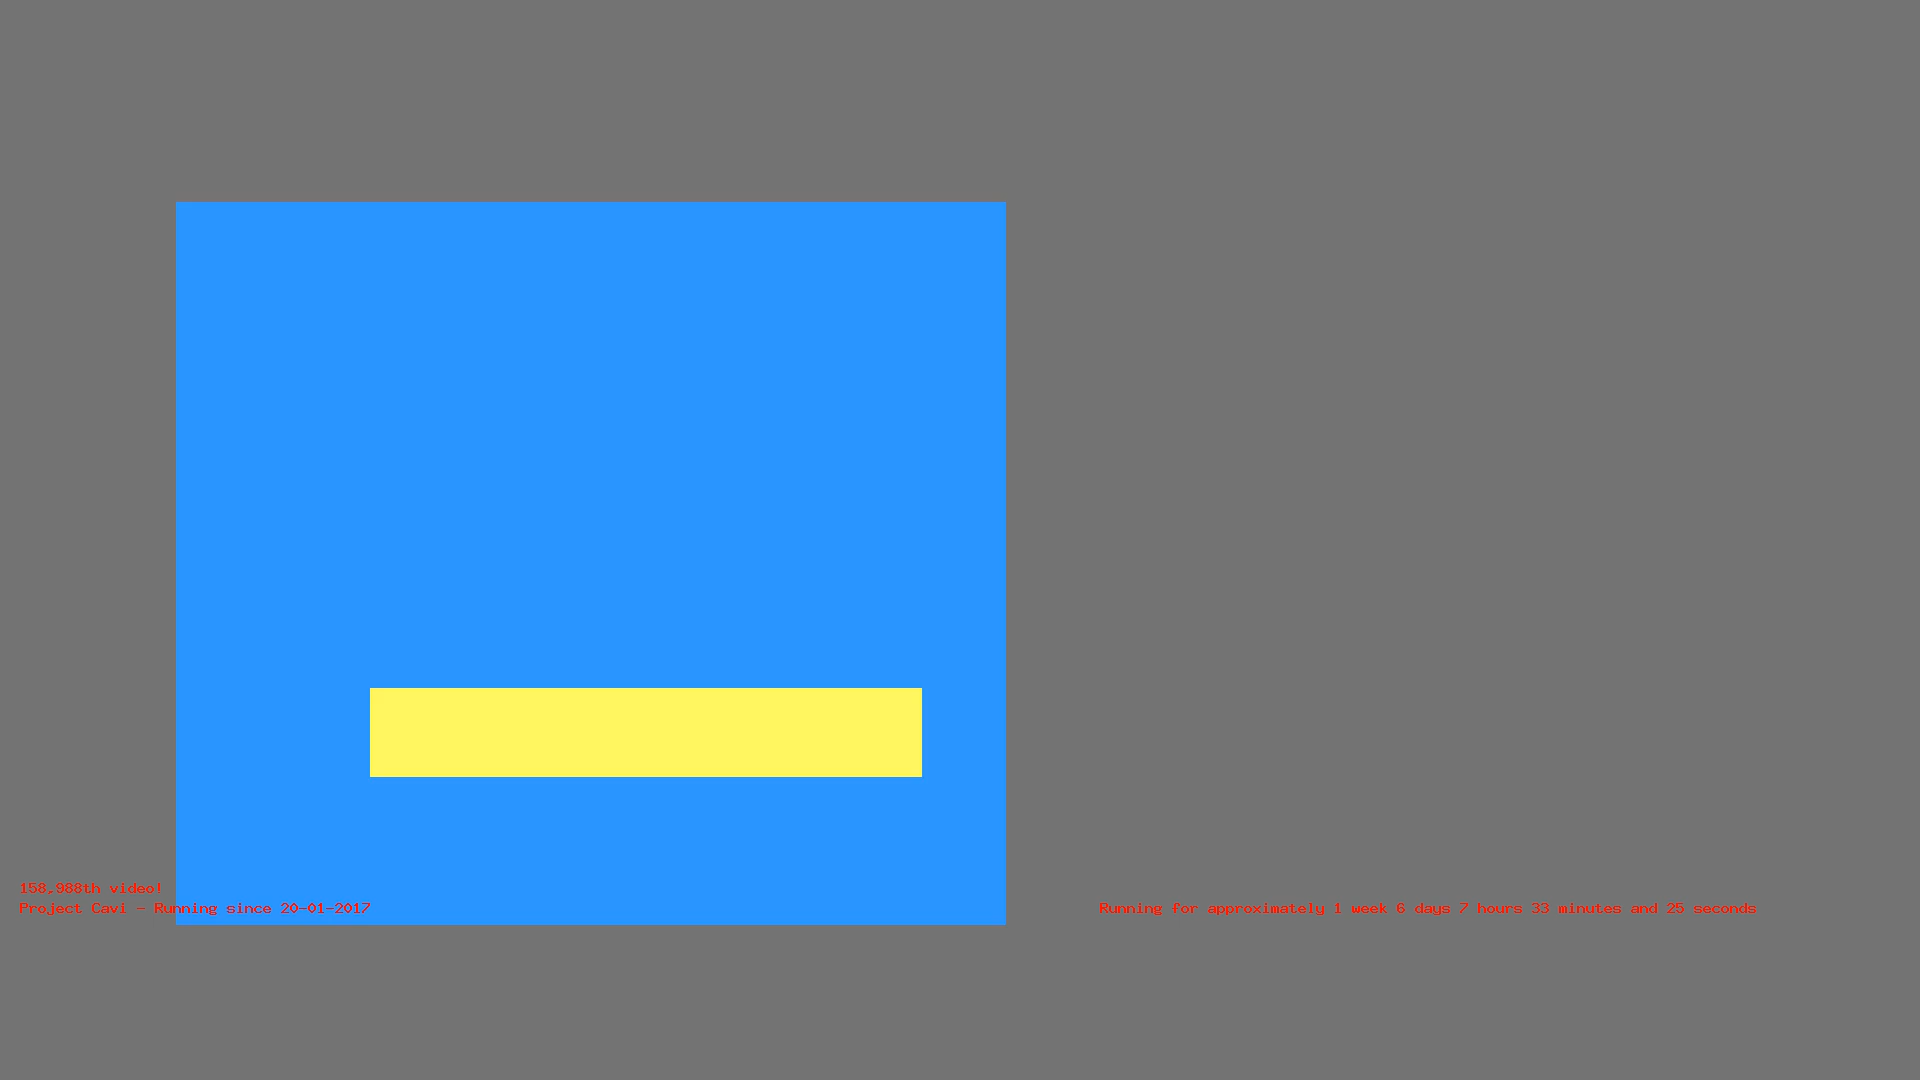 158,988th video!
Project Cavi - Running since 20-01-2017
Running for approximately 1 week 6 days 7 hours 33 minutes and 25 seconds